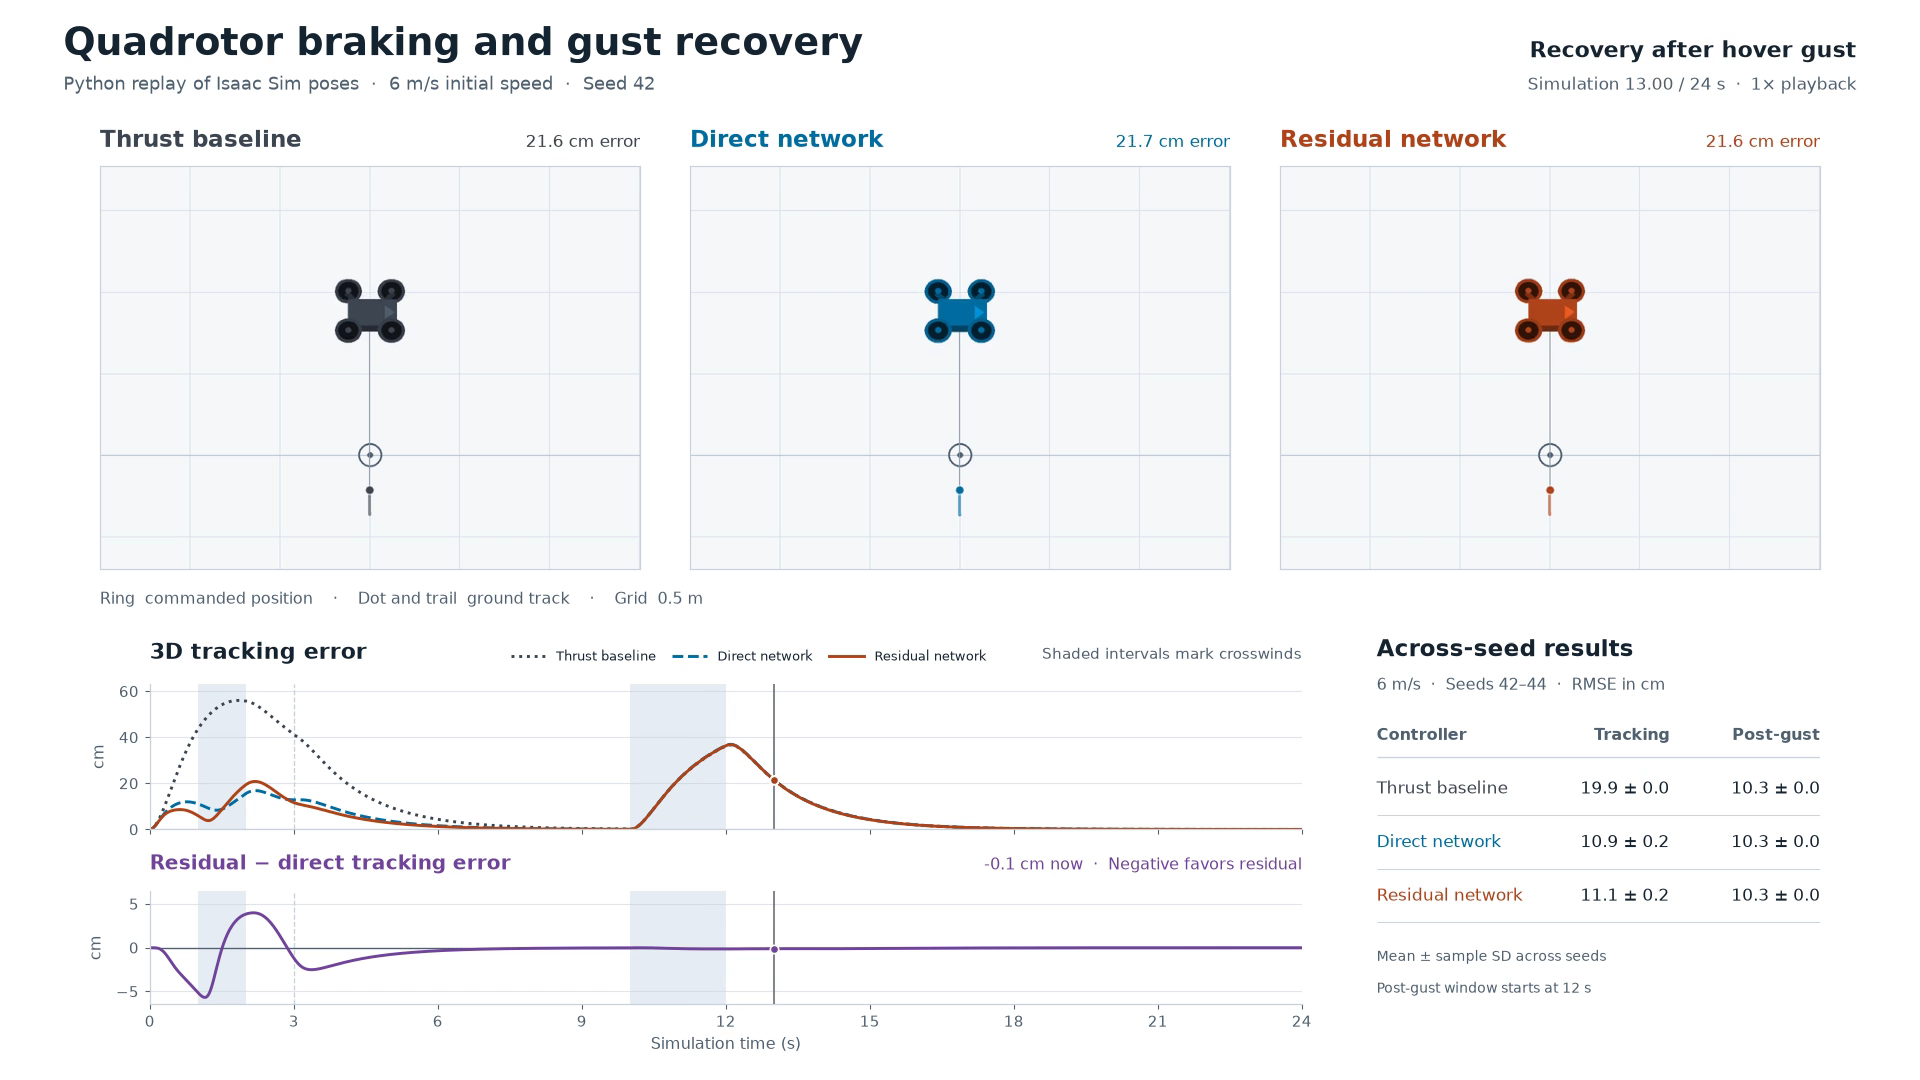 Quadrotor braking and gust recovery
Python replay of Isaac Sim poses · 6 m/s initial speed · Seed 42
Recovery after hover gust
Simulation 13.00 / 24 s · 1× playback
Thrust baseline 21.6 cm error
Direct network 21.7 cm error
Residual network 21.6 cm error
Ring commanded position · Dot and trail ground track · Grid 0.5 m
3D tracking error
Thrust baseline Direct network Residual network
Shaded intervals mark crosswinds
60
40
20
0
cm
Residual − direct tracking error
-0.1 cm now · Negative favors residual
5
0
−5
cm
0 3 6 9 12 15 18 21 24
Simulation time (s)
Across-seed results
6 m/s · Seeds 42–44 · RMSE in cm
Controller Tracking Post-gust
Thrust baseline 19.9 ± 0.0 10.3 ± 0.0
Direct network 10.9 ± 0.2 10.3 ± 0.0
Residual network 11.1 ± 0.2 10.3 ± 0.0
Mean ± sample SD across seeds
Post-gust window starts at 12 s